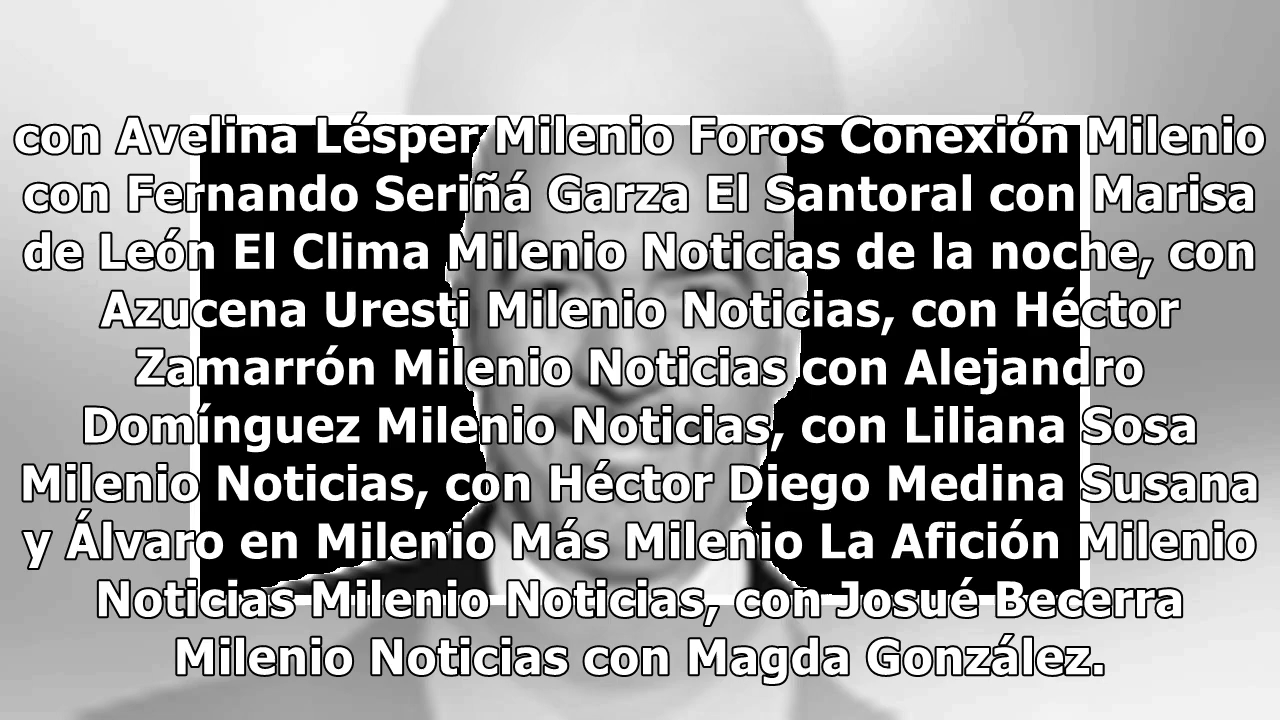 con Avelina Lésper Milenio Foros Conexión Milenio
con Fernando Seriñá Garza El Santoral con Marisa
de León El Clima Milenio Noticias de la noche, con
Azucena Uresti Milenio Noticias, con Héctor
Zamarrón Milenio Noticias con Alejandro
Domínguez Milenio Noticias, con Liliana Sosa
Milenio Noticias, con Héctor Diego Medina Susana
y Álvaro en Milenio Más Milenio La Afición Milenio
Noticias Milenio Noticias, con Josué Becerra
Milenio Noticias con Magda González.